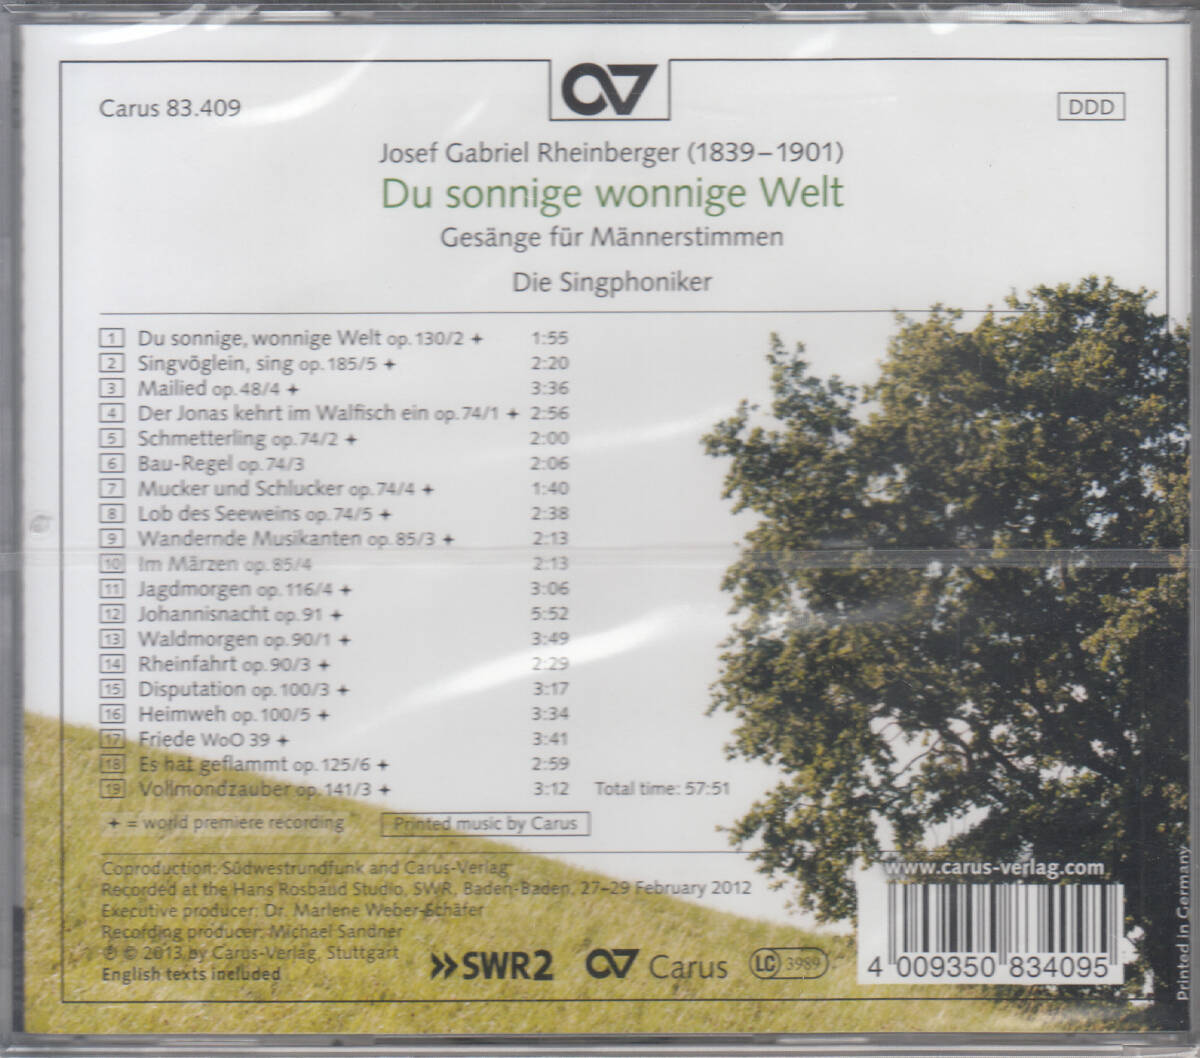 Carus 83.409
DDD
Josef Gabriel Rheinberger (1839–1901)
Du sonnige wonnige Welt
Gesänge für Männerstimmen
Die Singphoniker
1 Du sonnige, wonnige Welt op. 130/2 + 1:55
2 Singvöglein, sing op. 185/5 + 2:20
3 Mailied op. 48/4 + 3:36
4 Der Jonas kehrt im Walfisch ein op. 74/1 + 2:56
5 Schmetterling op. 74/2 + 2:00
6 Bau-Regel op. 74/3 2:06
7 Mucker und Schlucker op. 74/4 + 1:40
8 Lob des Seeweins op. 74/5 + 2:38
9 Wandernde Musikanten op. 85/3 + 2:13
10 Im Märzen op. 85/4 2:13
11 Jagdmorgen op. 116/4 + 3:06
12 Johannisnacht op. 91 + 5:52
13 Waldmorgen op. 90/1 + 3:49
14 Rheinfahrt op. 90/3 + 2:29
15 Disputation op. 100/3 + 3:17
16 Heimweh op. 100/5 + 3:34
17 Friede WoO 39 + 3:41
18 Es hat geflammt op. 125/6 + 2:59
19 Vollmondzauber op. 141/3 + 3:12 Total time: 57:51
+ = world premiere recording Printed music by Carus
Coproduction: Südwestrundfunk and Carus-Verlag
Recorded at the Hans Rosbaud Studio, SWR, Baden-Baden, 27–29 February 2012
Executive producer: Dr. Marlene Weber-Schäfer
Recording producer: Michael Sandner
℗ © 2013 by Carus-Verlag, Stuttgart
English texts included
SWR2
Carus
LC 3989
www.carus-verlag.com
4 009350 834095
Printed in Germany